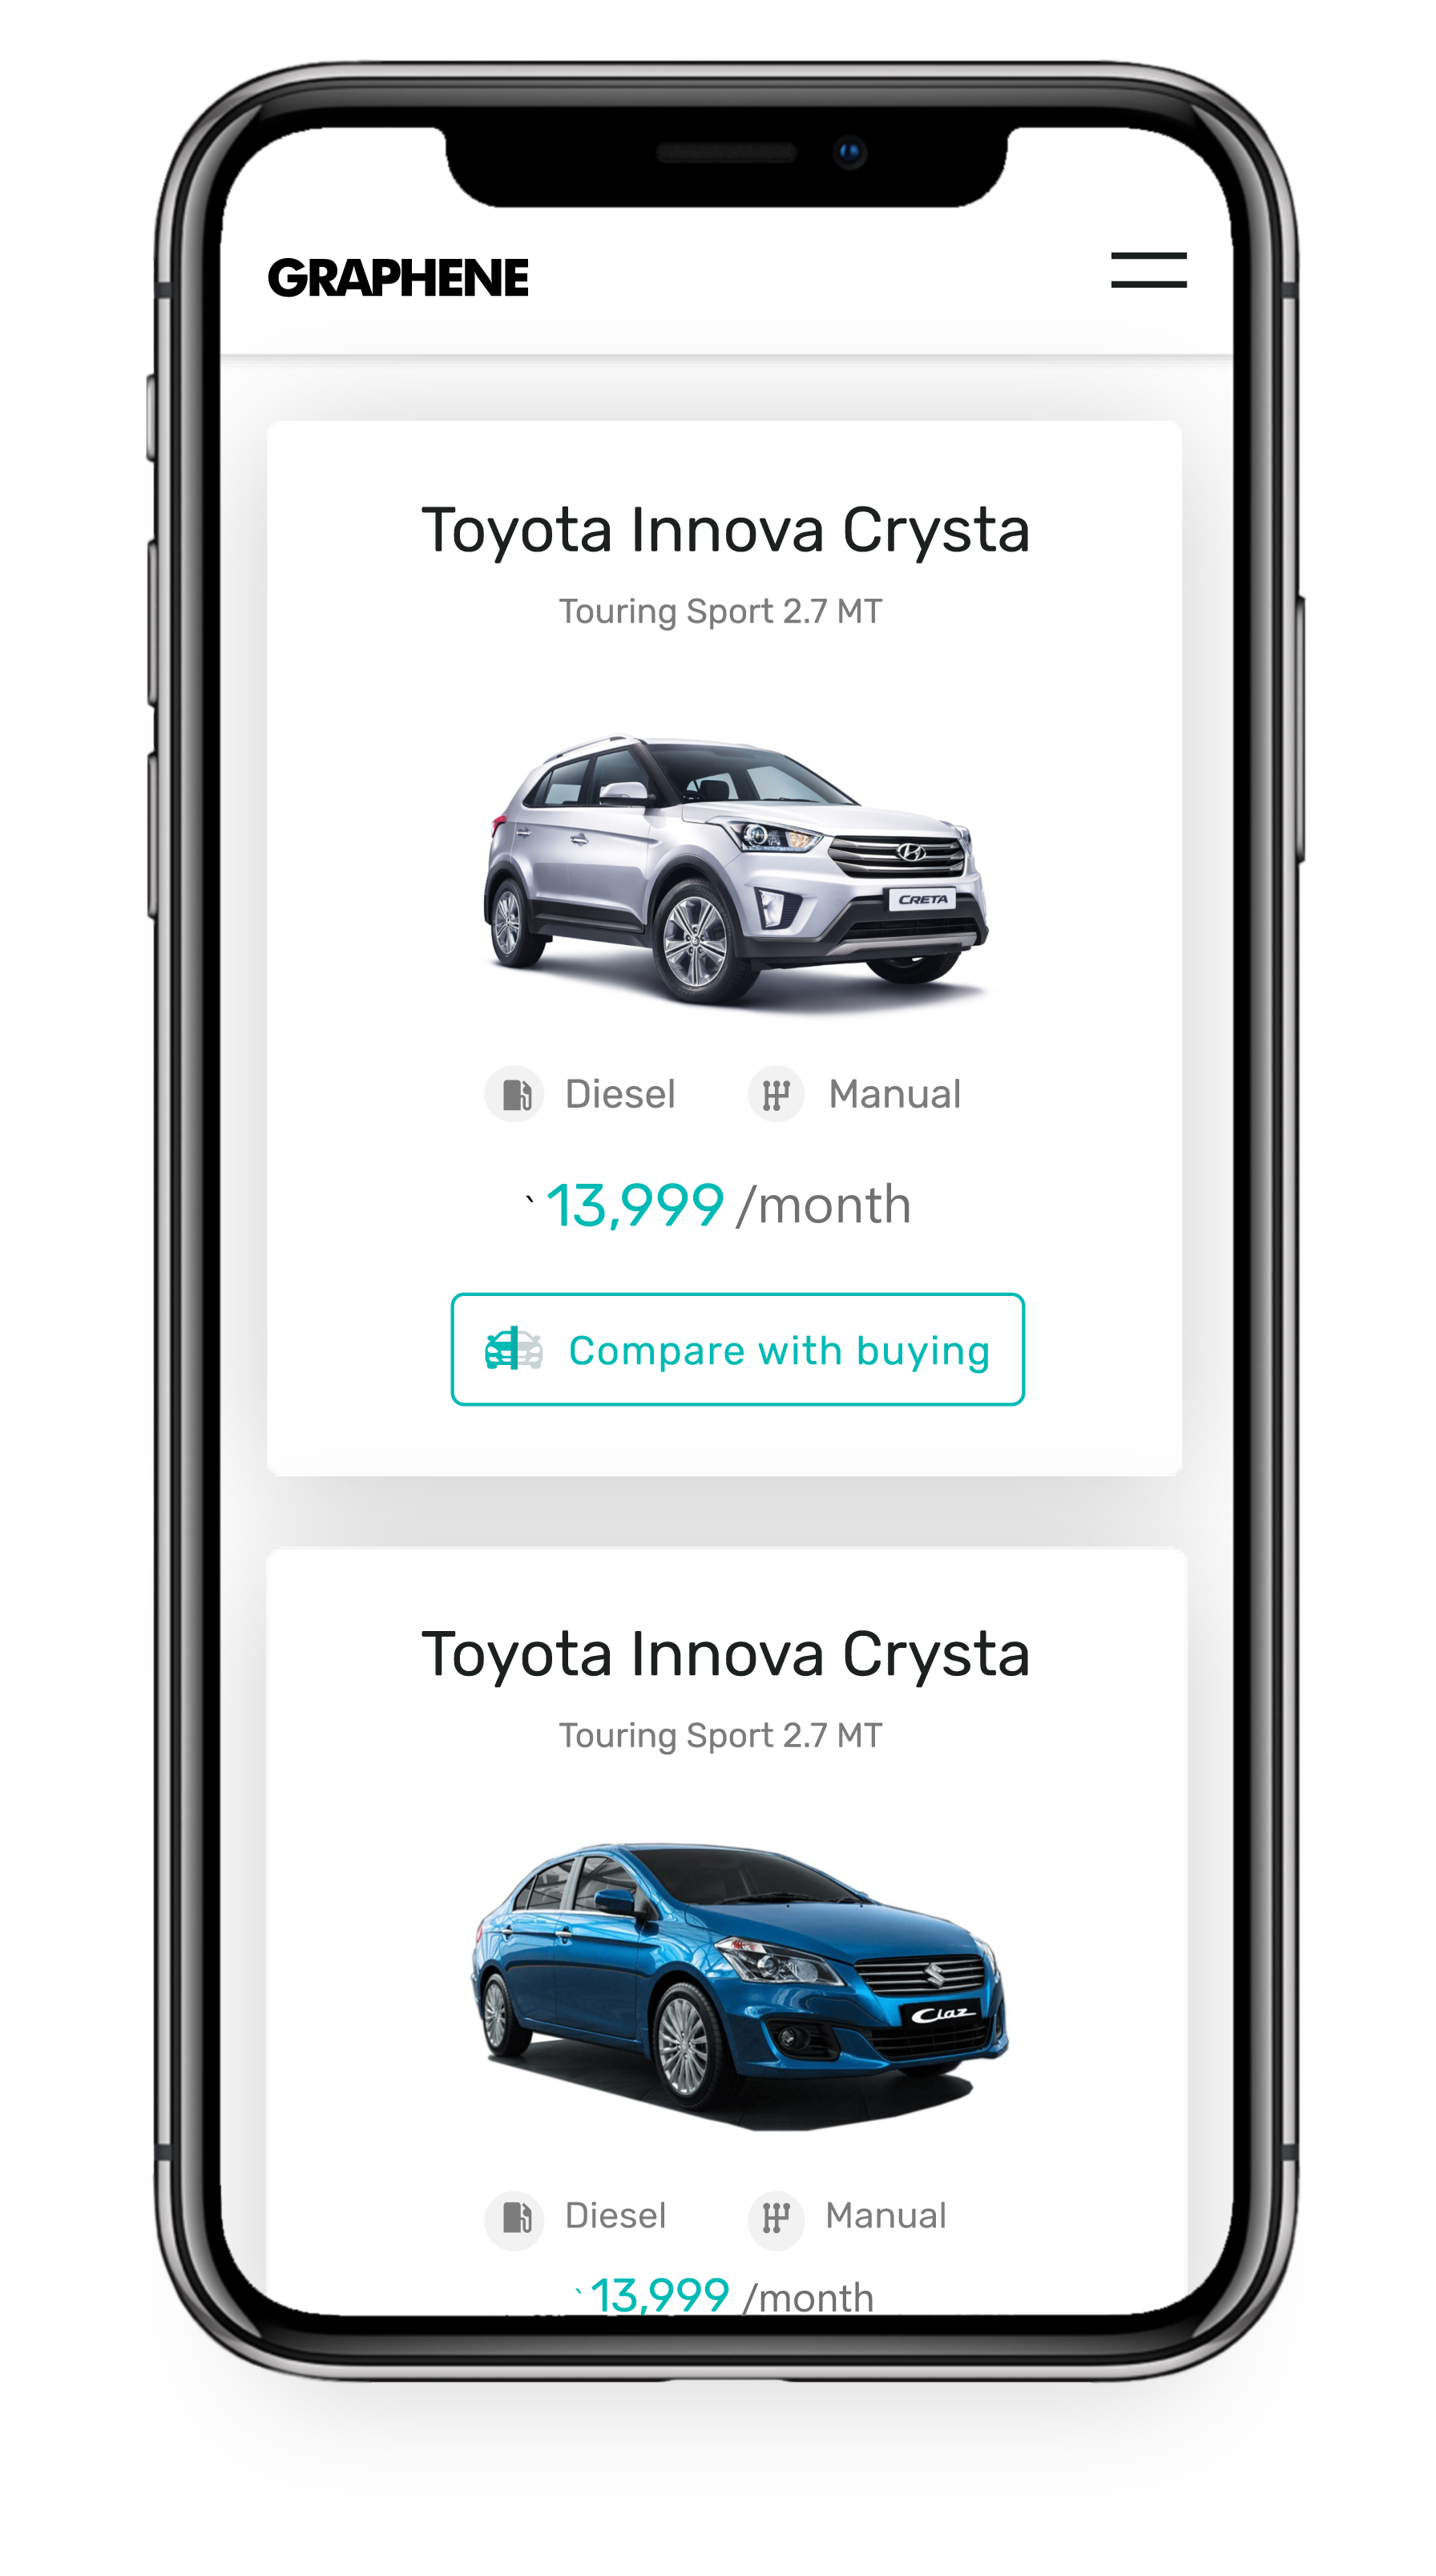 GRAPHENE
Toyota Innova Crysta
Touring Sport 2.7 MT
CRETA
Diesel Manual
` 13,999 /month
Compare with buying
Toyota Innova Crysta
Touring Sport 2.7 MT
Ciaz
Diesel Manual
` 13,999 /month